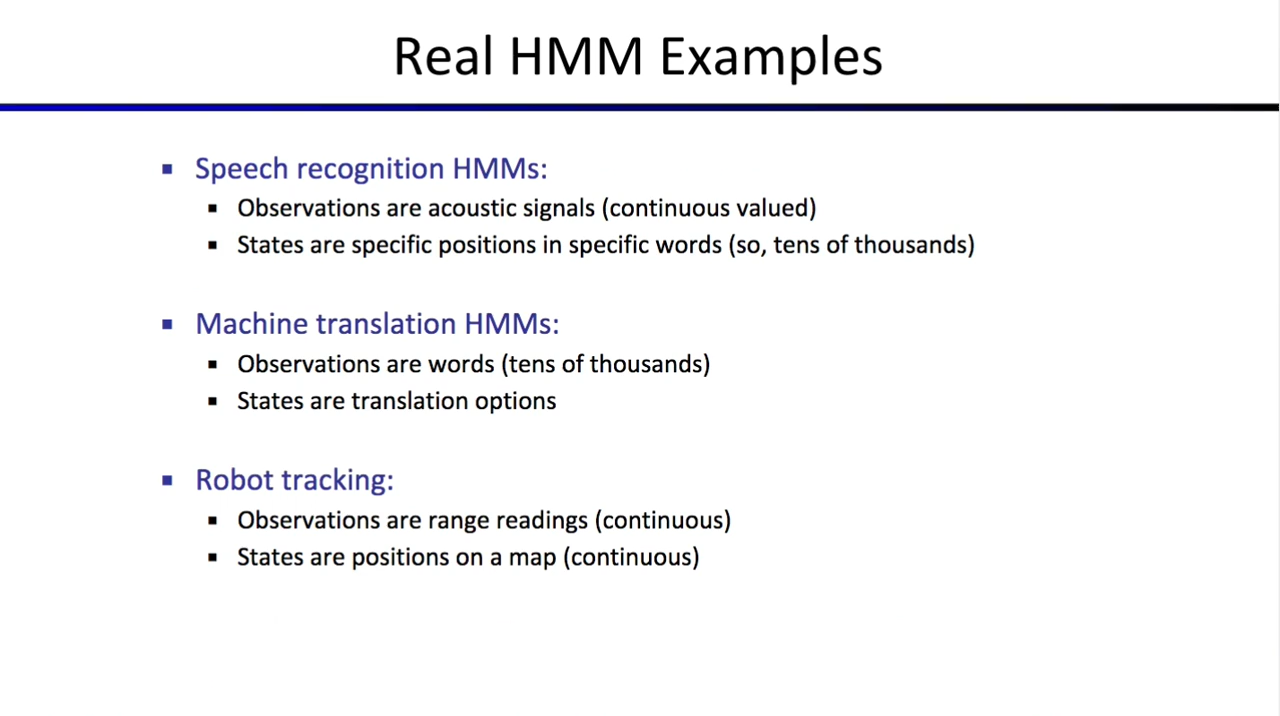 Real HMM Examples
Speech recognition HMMs:
Observations are acoustic signals (continuous valued)
States are specific positions in specific words (so, tens of thousands)
Machine translation HMMs:
Observations are words (tens of thousands)
States are translation options
Robot tracking:
Observations are range readings (continuous)
States are positions on a map (continuous)